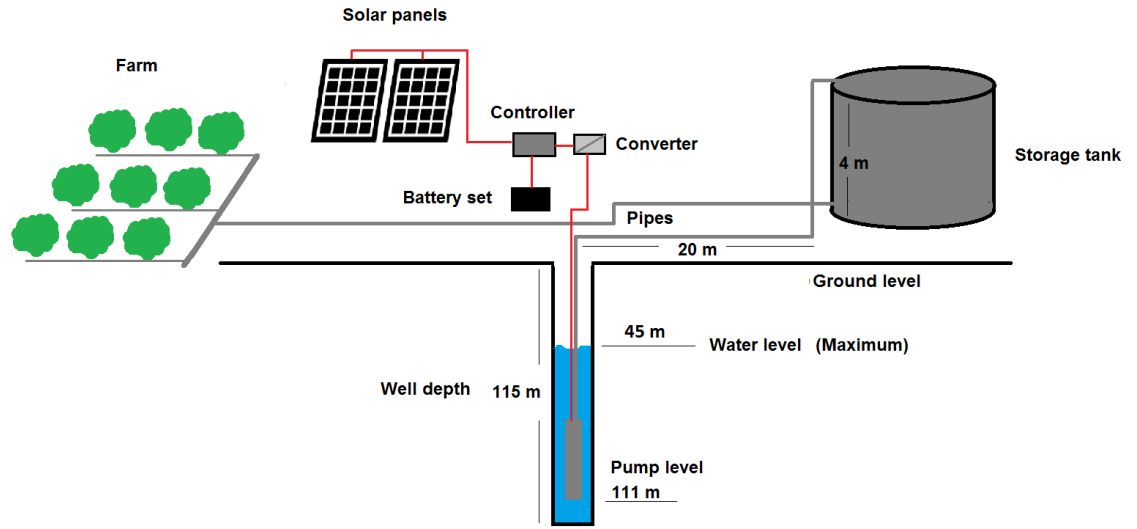 Solar panels
Farm
Controller
Converter
Storage tank
4 m
Battery set
Pipes
20 m
Ground level
45 m
Water level (Maximum)
Well depth 115 m
Pump level
111 m